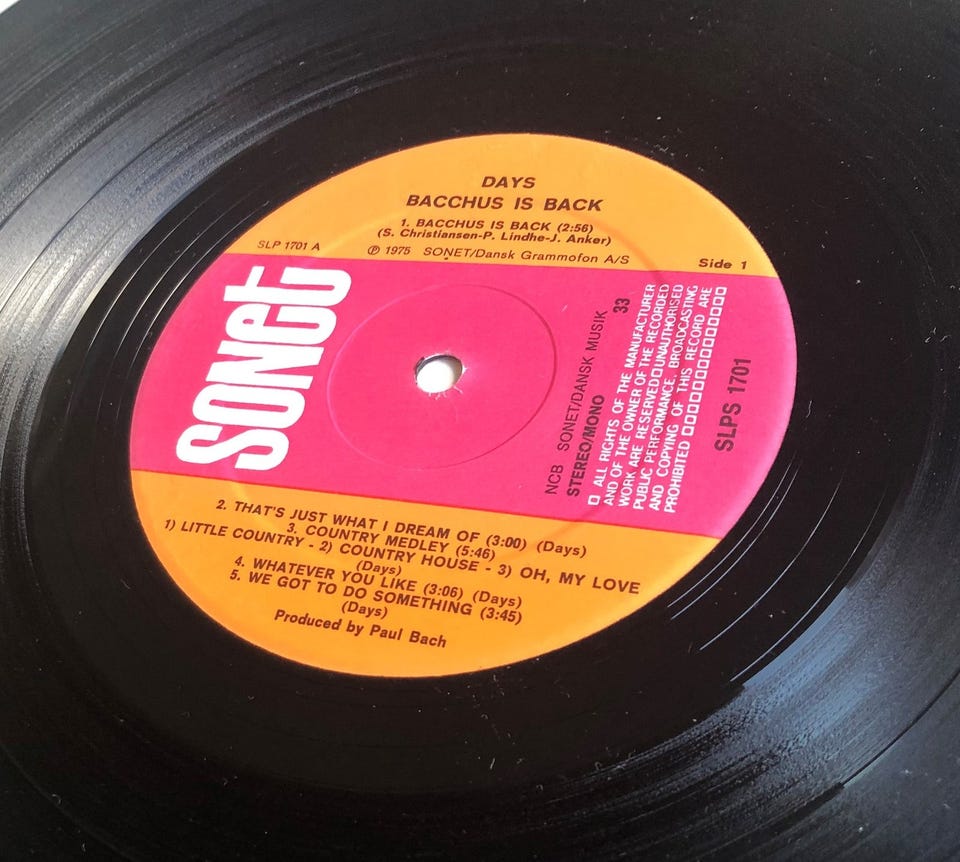 DAYS
BACCHUS IS BACK
1. BACCHUS IS BACK (2:56)
(S. Christiansen-P. Lindhe-J. Anker)
SLP 1701 A
℗ 1975 SONET/Dansk Grammofon A/S
Side 1
SONET
NCB SONET/DANSK MUSIK
STEREO/MONO
33
□ ALL RIGHTS OF THE MANUFACTURER
AND OF THE OWNER OF THE RECORDED
WORK ARE RESERVED□UNAUTHORISED
PUBLIC PERFORMANCE, BROADCASTING
AND COPYING OF THIS RECORD ARE
PROHIBITED □□□□□□□□□□□□□□
SLPS 1701
2. THAT'S JUST WHAT I DREAM OF (3:00) (Days)
3. COUNTRY MEDLEY (5:46)
1) LITTLE COUNTRY - 2) COUNTRY HOUSE - 3) OH, MY LOVE
(Days)
4. WHATEVER YOU LIKE (3:06) (Days)
5. WE GOT TO DO SOMETHING (3:45)
(Days)
Produced by Paul Bach